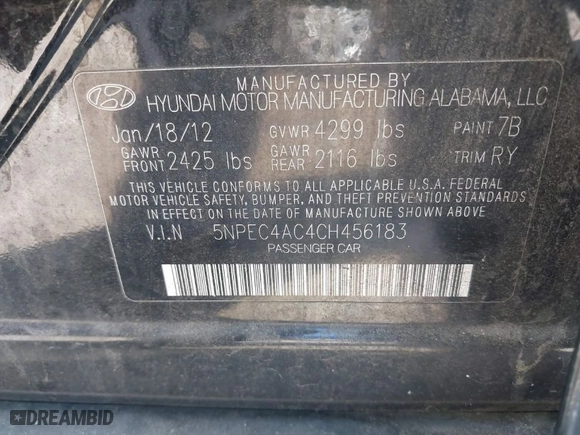 MANUFACTURED BY
HYUNDAI MOTOR MANUFACTURING ALABAMA, LLC
Jan/18/12 GVWR 4299 lbs PAINT 7B
GAWR FRONT 2425 lbs GAWR REAR 2116 lbs TRIM RY
THIS VEHICLE CONFORMS TO ALL APPLICABLE U.S.A. FEDERAL
MOTOR VEHICLE SAFETY, BUMPER, AND THEFT PREVENTION STANDARDS
IN EFFECT ON THE DATE OF MANUFACTURE SHOWN ABOVE
V.I.N 5NPEC4AC4CH456183
PASSENGER CAR
DREAMBID